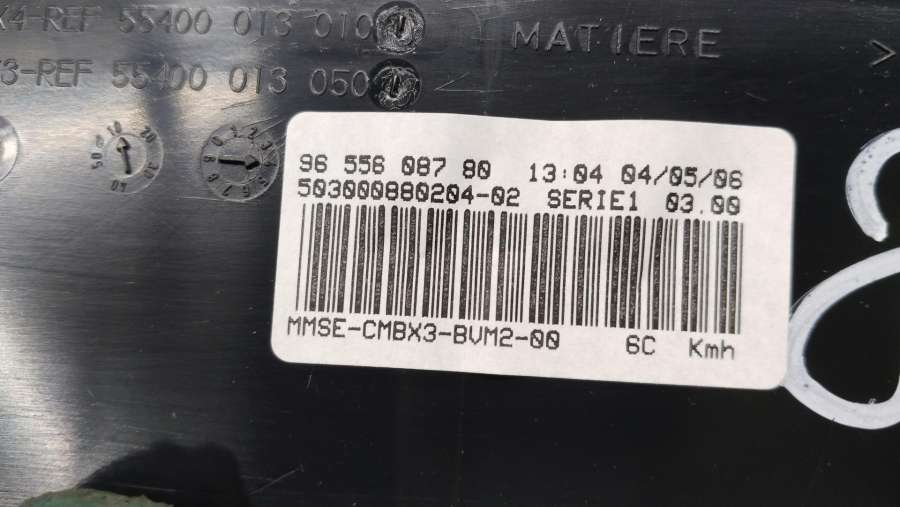 X4-REF 55400 013 010
X3-REF 55400 013 050
MATIERE >
96 556 087 80 13:04 04/05/06
503000880204-02 SERIE1 03.00
MMSE-CMBX3-BVM2-00 6C Kmh